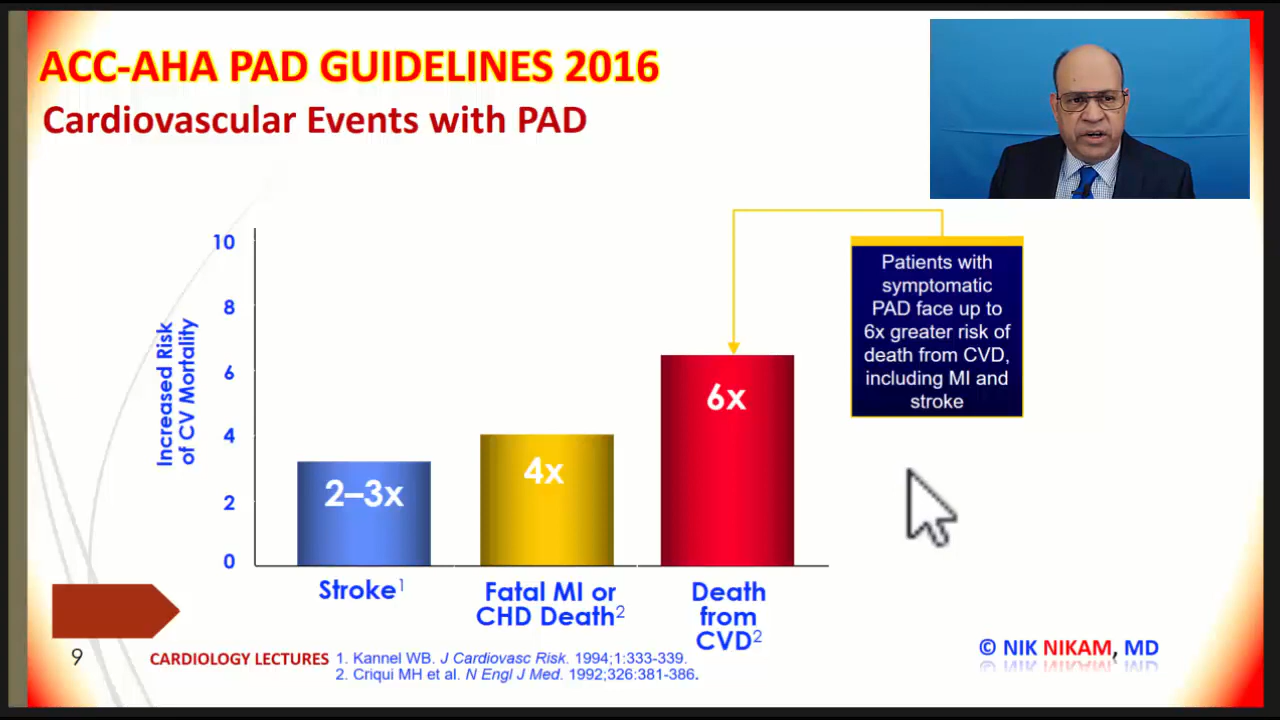 ACC-AHA PAD GUIDELINES 2016
Cardiovascular Events with PAD
Increased Risk
of CV Mortality
10
8
6
4
2
0
2–3x
4x
6x
Patients with
symptomatic
PAD face up to
6x greater risk of
death from CVD,
including MI and
stroke
Stroke1
Fatal MI or
CHD Death2
Death
from
CVD2
9
CARDIOLOGY LECTURES
1. Kannel WB. J Cardiovasc Risk. 1994;1:333-339.
2. Criqui MH et al. N Engl J Med. 1992;326:381-386.
© NIK NIKAM, MD